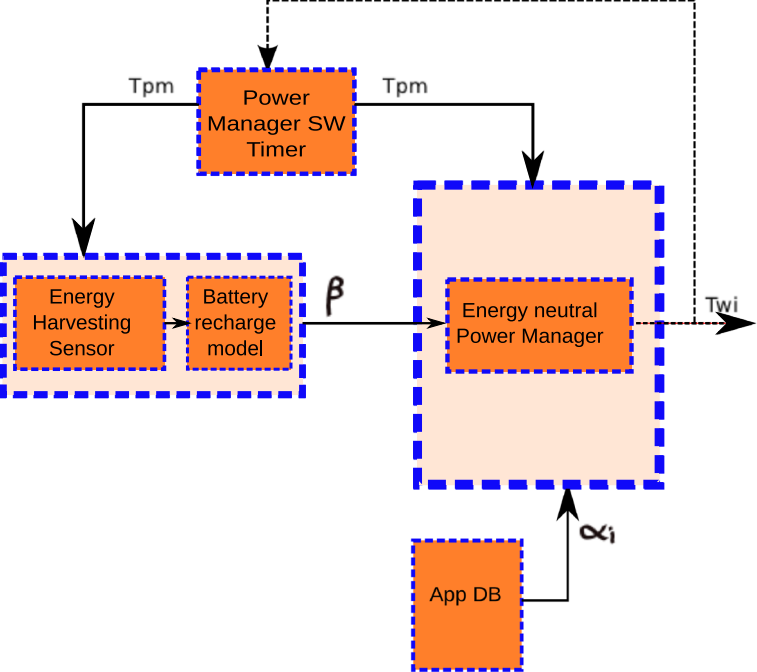 Tpm
Power
Manager SW
Timer
Tpm
Energy
Harvesting
Sensor
Battery
recharge
model
β
Energy neutral
Power Manager
Twi
αi
App DB